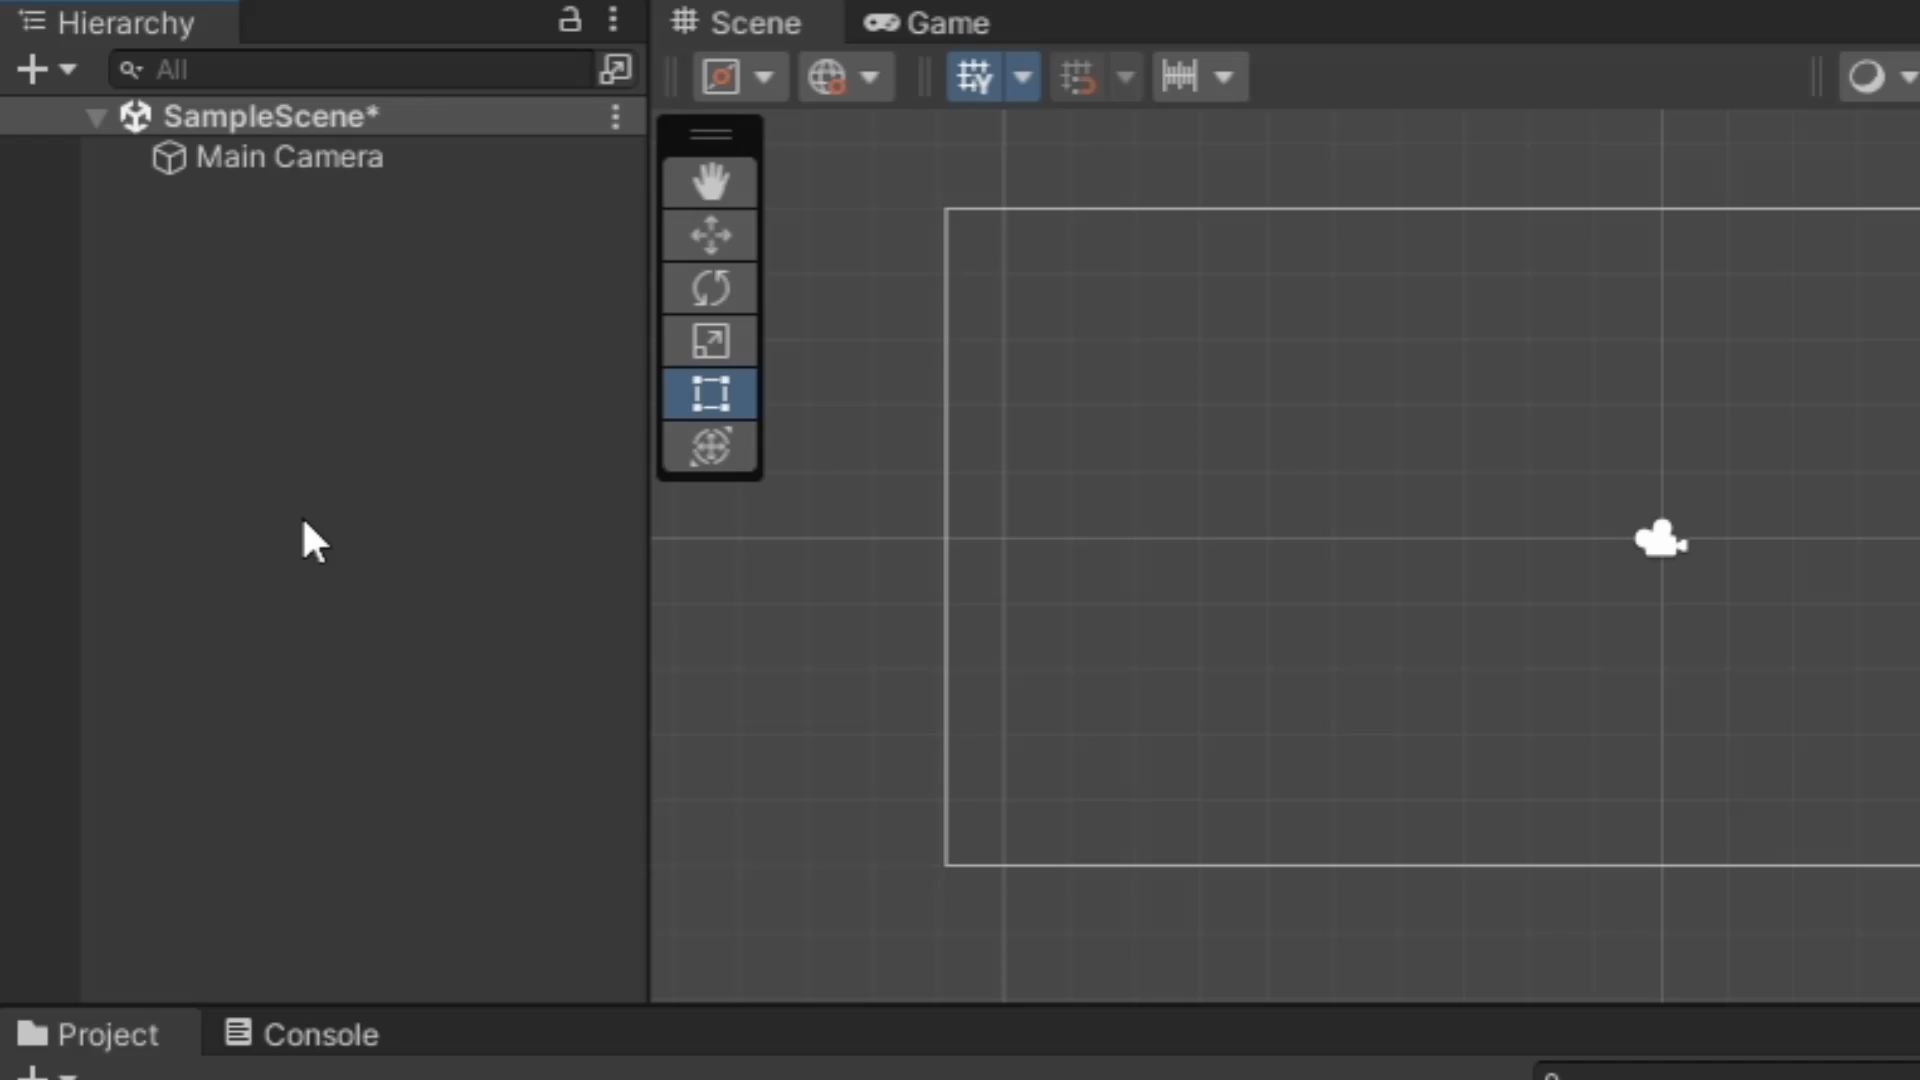 Hierarchy
All
SampleScene*
Main Camera
Scene
Game
Project
Console